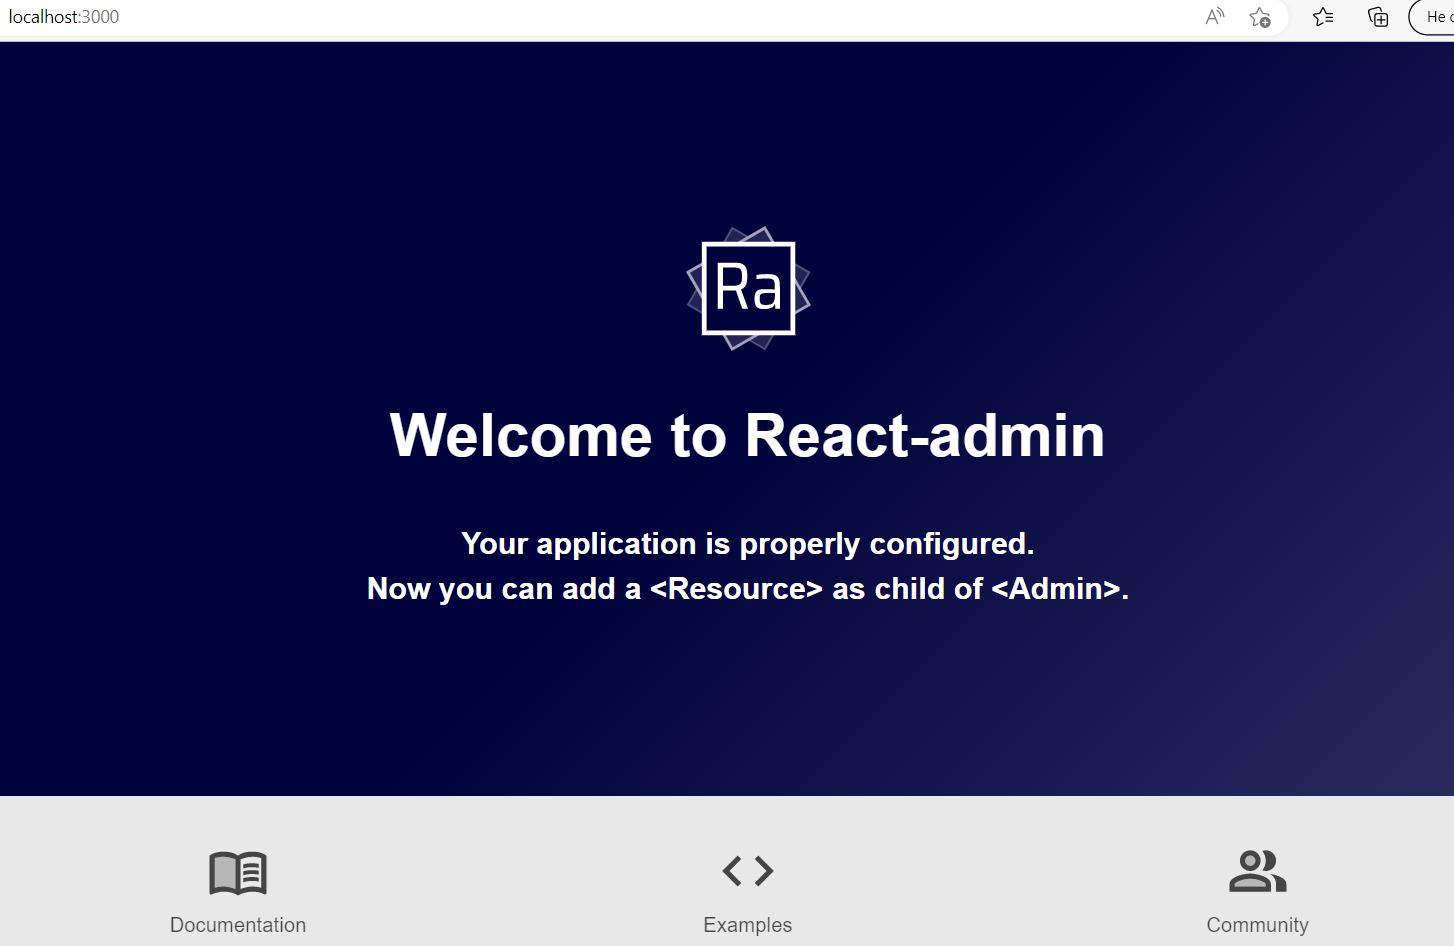 localhost:3000
He
Ra
Welcome to React-admin
Your application is properly configured.
Now you can add a <Resource> as child of <Admin>.
Documentation
Examples
Community